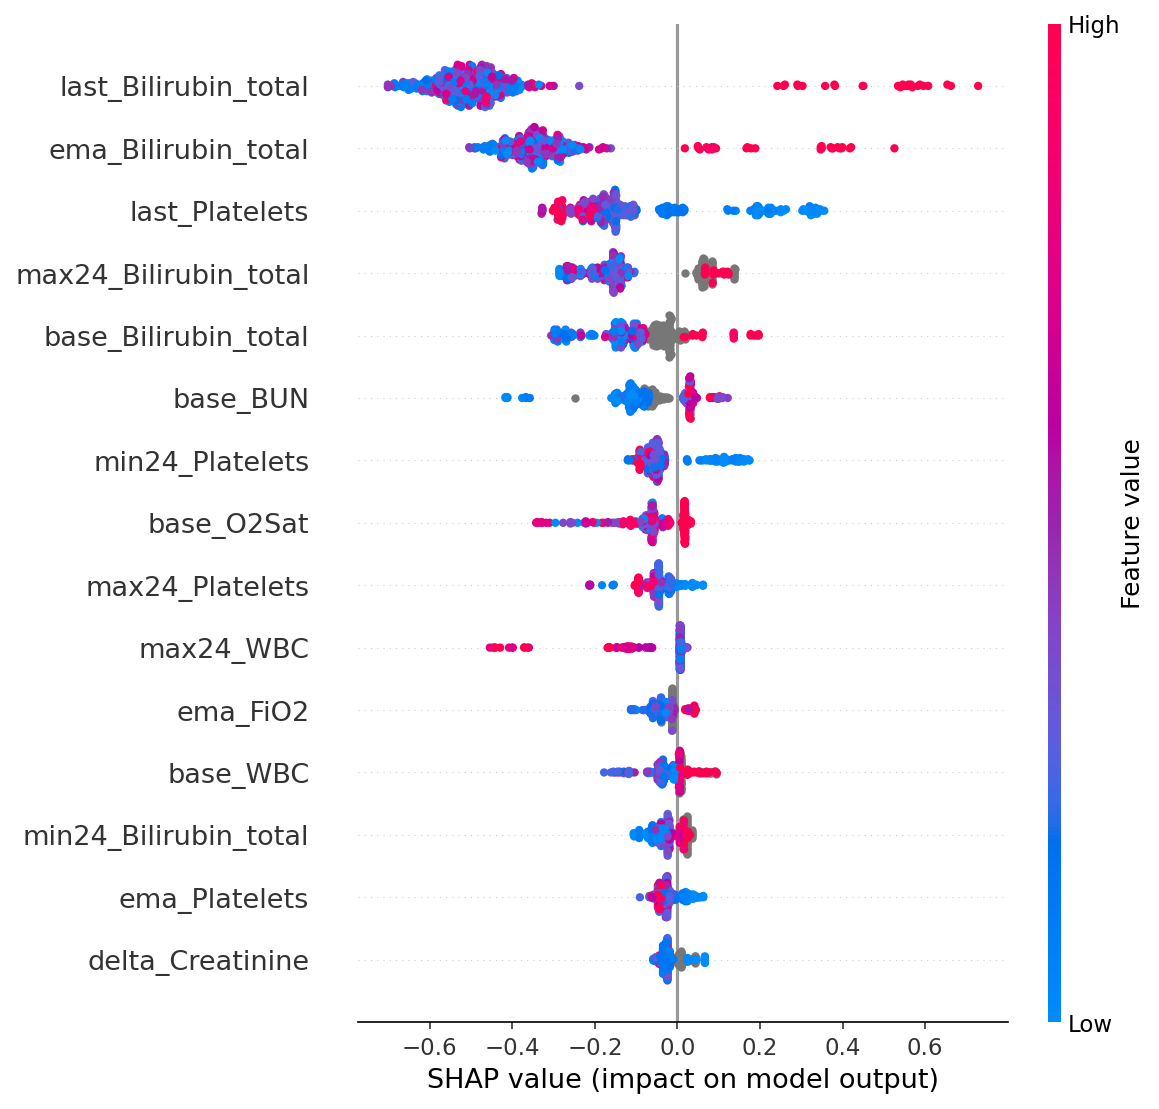 High
last_Bilirubin_total
ema_Bilirubin_total
last_Platelets
max24_Bilirubin_total
base_Bilirubin_total
base_BUN
min24_Platelets
base_O2Sat
max24_Platelets
max24_WBC
ema_FiO2
base_WBC
min24_Bilirubin_total
ema_Platelets
delta_Creatinine
Feature value
Low
−0.6 −0.4 −0.2 0.0 0.2 0.4 0.6
SHAP value (impact on model output)